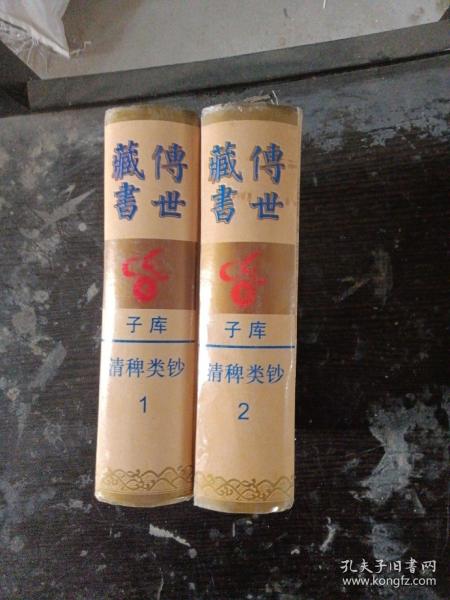 傳世
藏書
子库
清稗类钞
1
傳世
藏書
子库
清稗类钞
2
孔夫子旧书网
www.kongfz.com